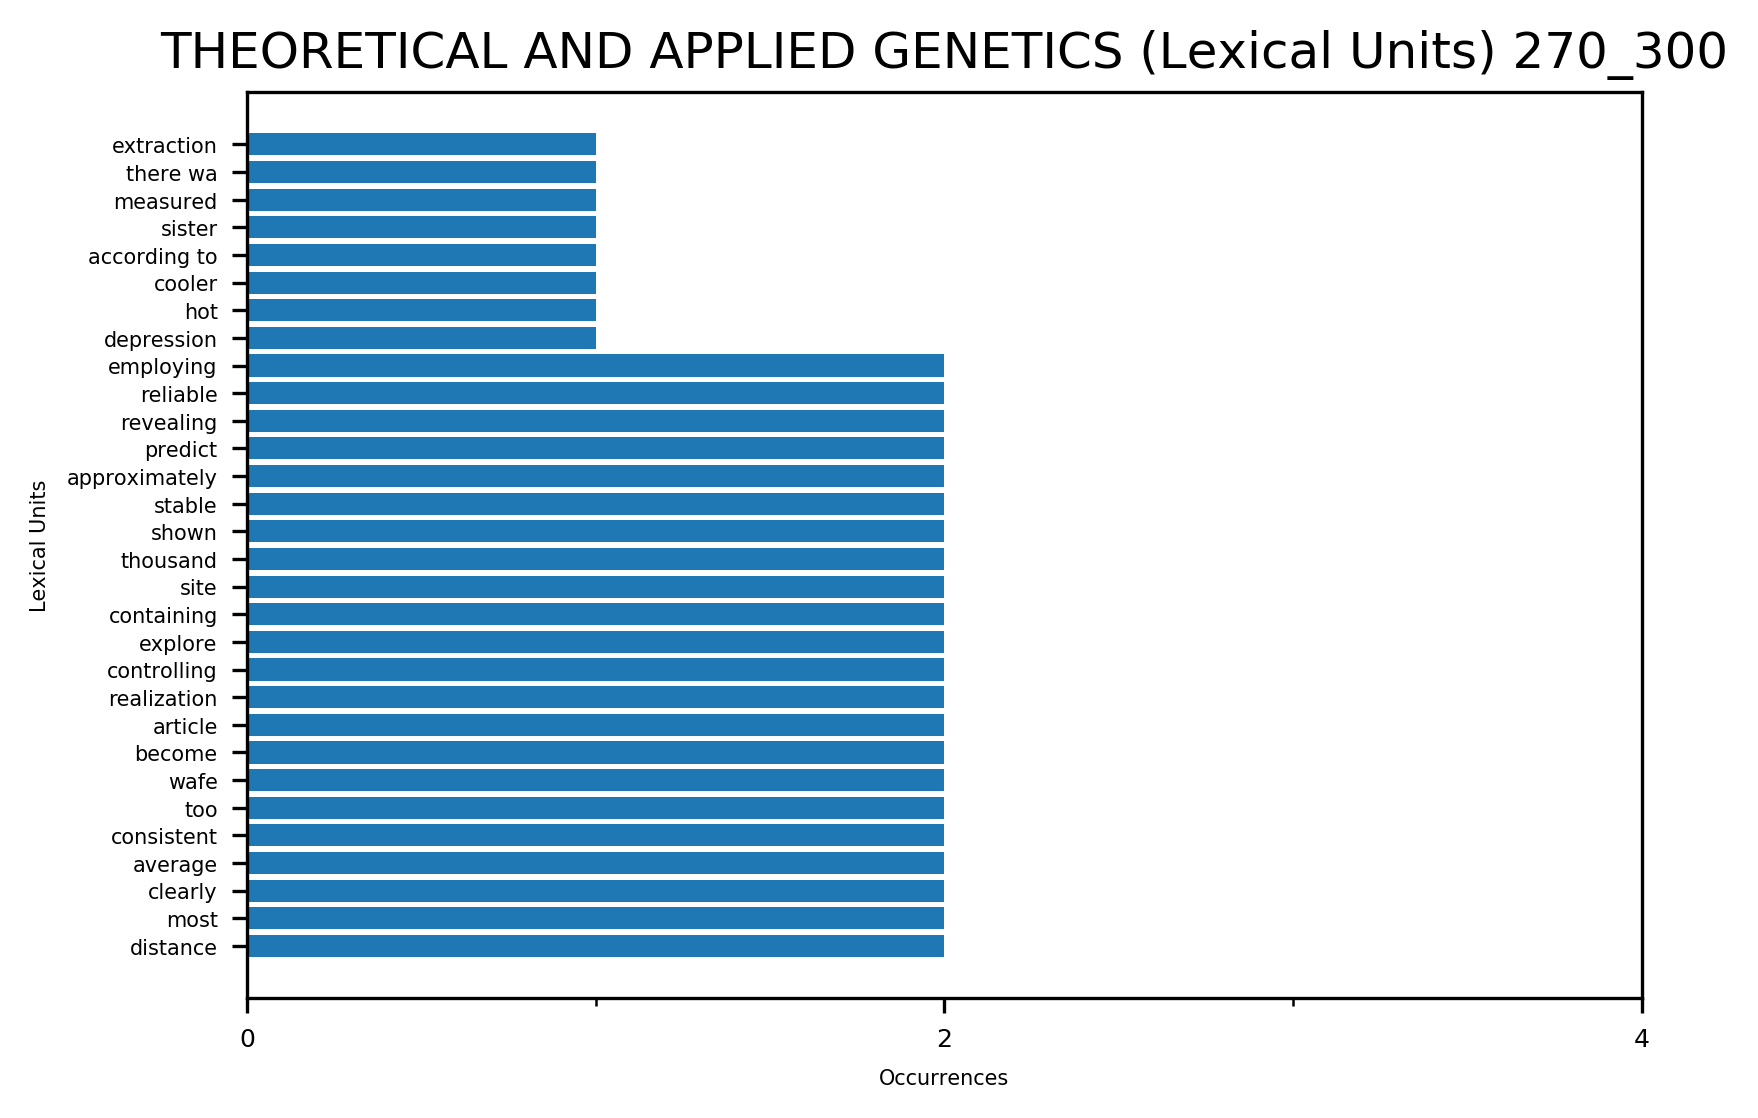 THEORETICAL AND APPLIED GENETICS (Lexical Units) 270_300
extraction
there wa
measured
sister
according to
cooler
hot
depression
employing
reliable
revealing
predict
approximately
stable
shown
thousand
site
containing
explore
controlling
realization
article
become
wafe
too
consistent
average
clearly
most
distance
Lexical Units
0 2 4
Occurrences